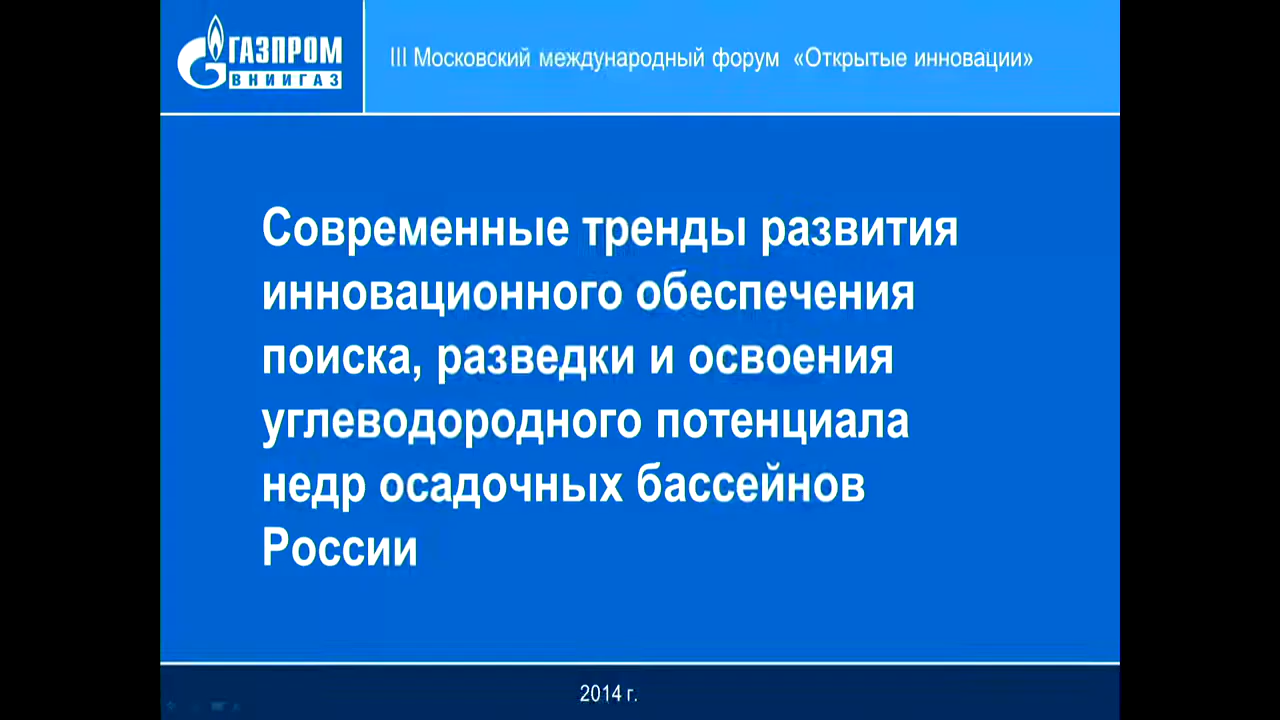 ГАЗПРОМ
ВНИИГАЗ
III Московский международный форум «Открытые инновации»
Современные тренды развития
инновационного обеспечения
поиска, разведки и освоения
углеводородного потенциала
недр осадочных бассейнов
России
2014 г.